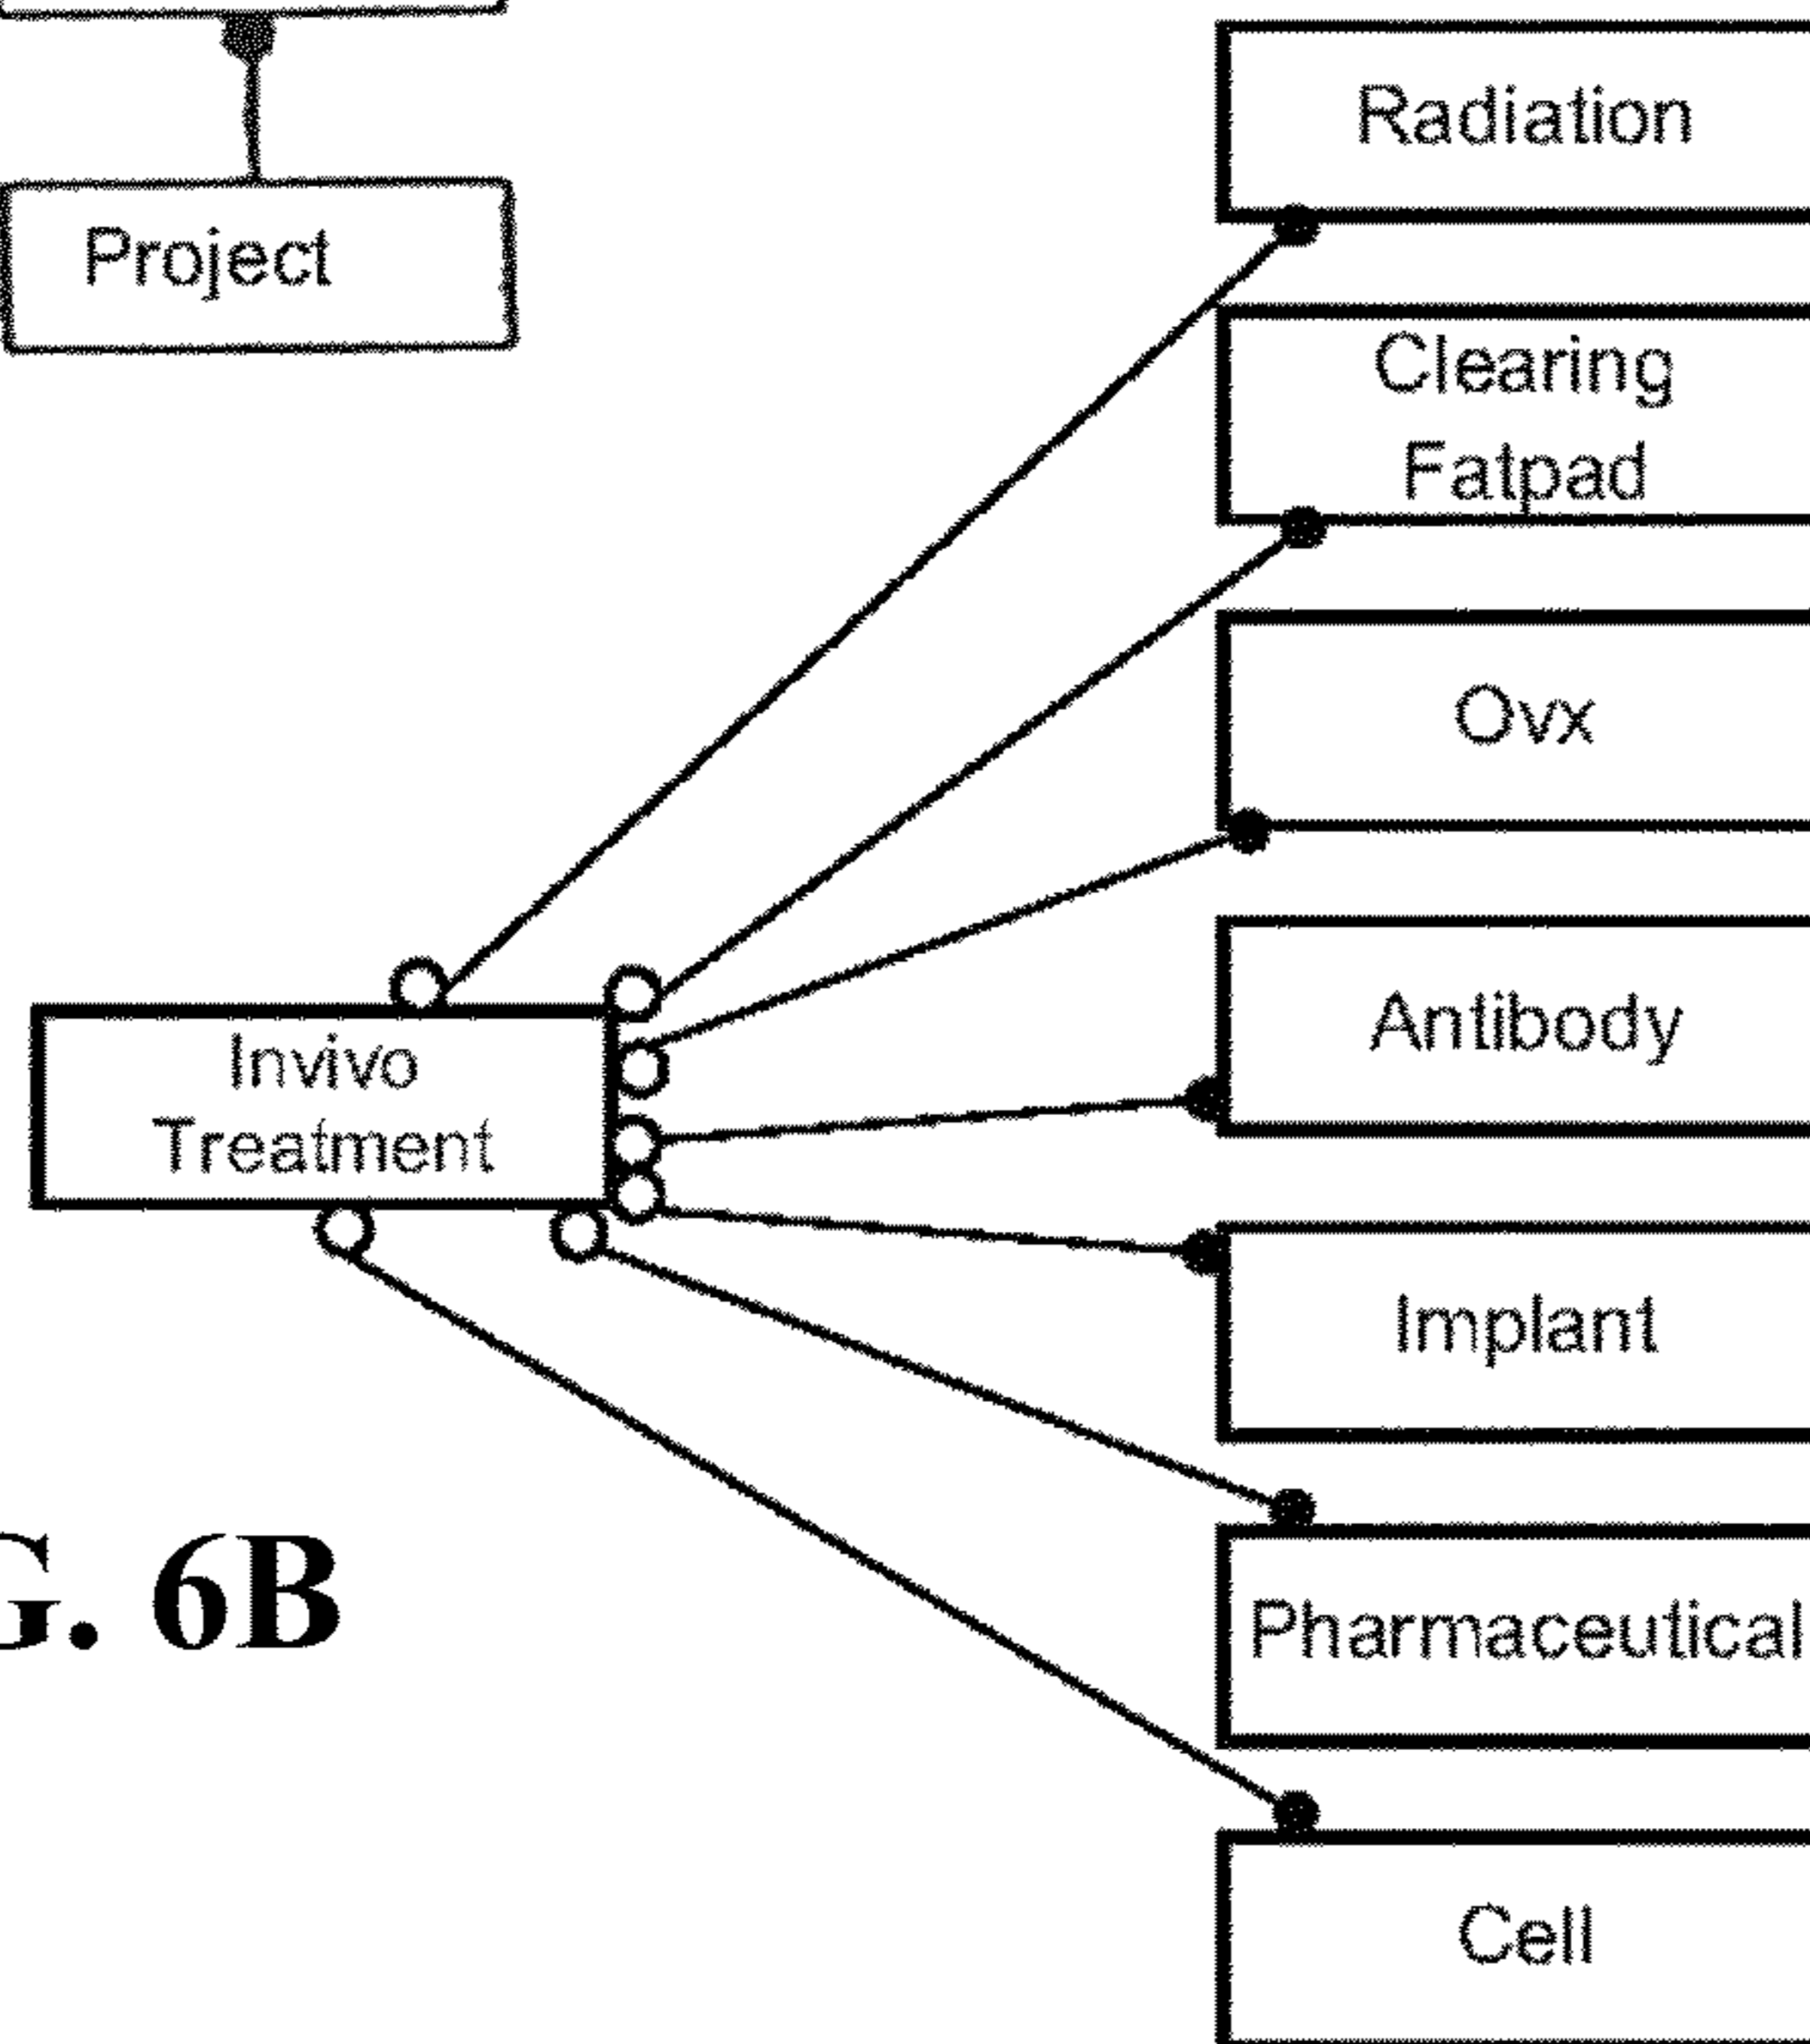 Radiation
Project
Clearing
Fatpad
Ovx
Antibody
Invivo
Treatment
Implant
G. 6B
Pharmaceutical
Cell